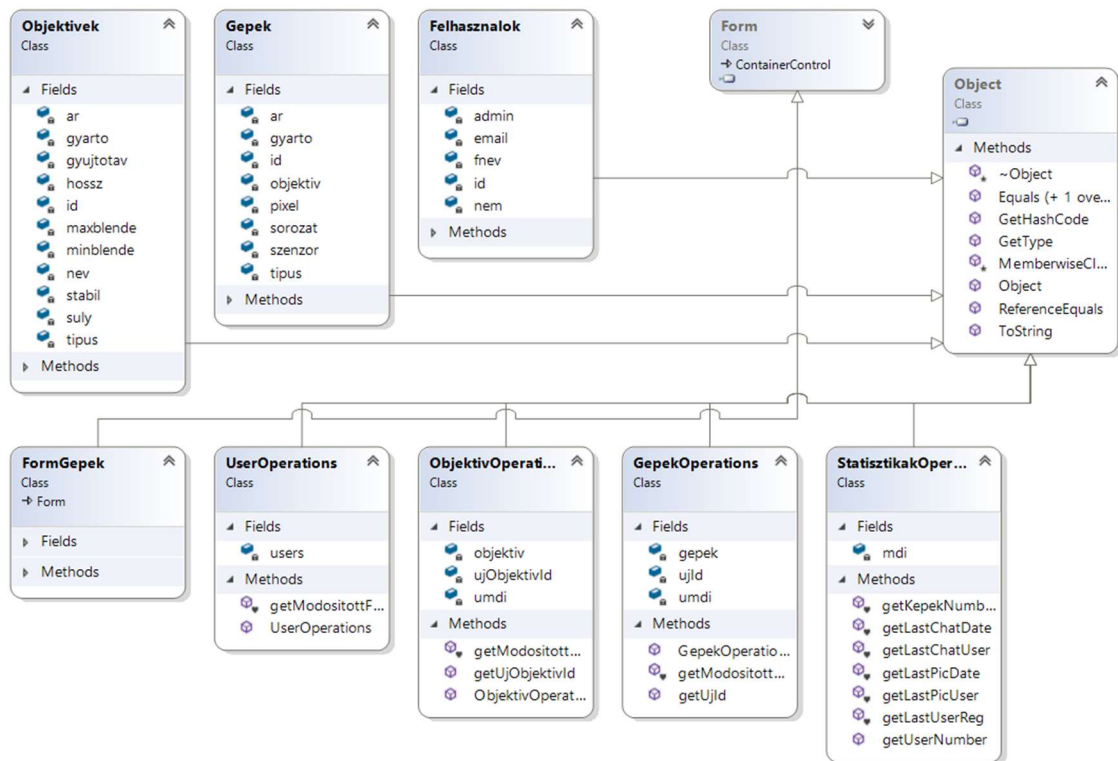 Objektivek
Class
Fields
ar
gyarto
gyujtotav
hossz
id
maxblende
minblende
nev
stabil
suly
tipus
Methods
Gepek
Class
Fields
ar
gyarto
id
objektiv
pixel
sorozat
szenzor
tipus
Methods
Felhasznalok
Class
Fields
admin
email
fnev
id
nem
Methods
Form
Class
ContainerControl
Object
Class
Methods
~Object
Equals (+ 1 ove...
GetHashCode
GetType
MemberwiseCl...
Object
ReferenceEquals
ToString
FormGepek
Class
Form
Fields
Methods
UserOperations
Class
Fields
users
Methods
getModositottF...
UserOperations
ObjektivOperati...
Class
Fields
objektiv
ujObjektivId
umdi
Methods
getModositott...
getUjObjektivId
ObjektivOperat...
GepekOperations
Class
Fields
gepek
ujId
umdi
Methods
GepekOperatio...
getModositott...
getUjId
StatisztikakOper...
Class
Fields
mdi
Methods
getKepekNumb...
getLastChatDate
getLastChatUser
getLastPicDate
getLastPicUser
getLastUserReg
getUserNumber